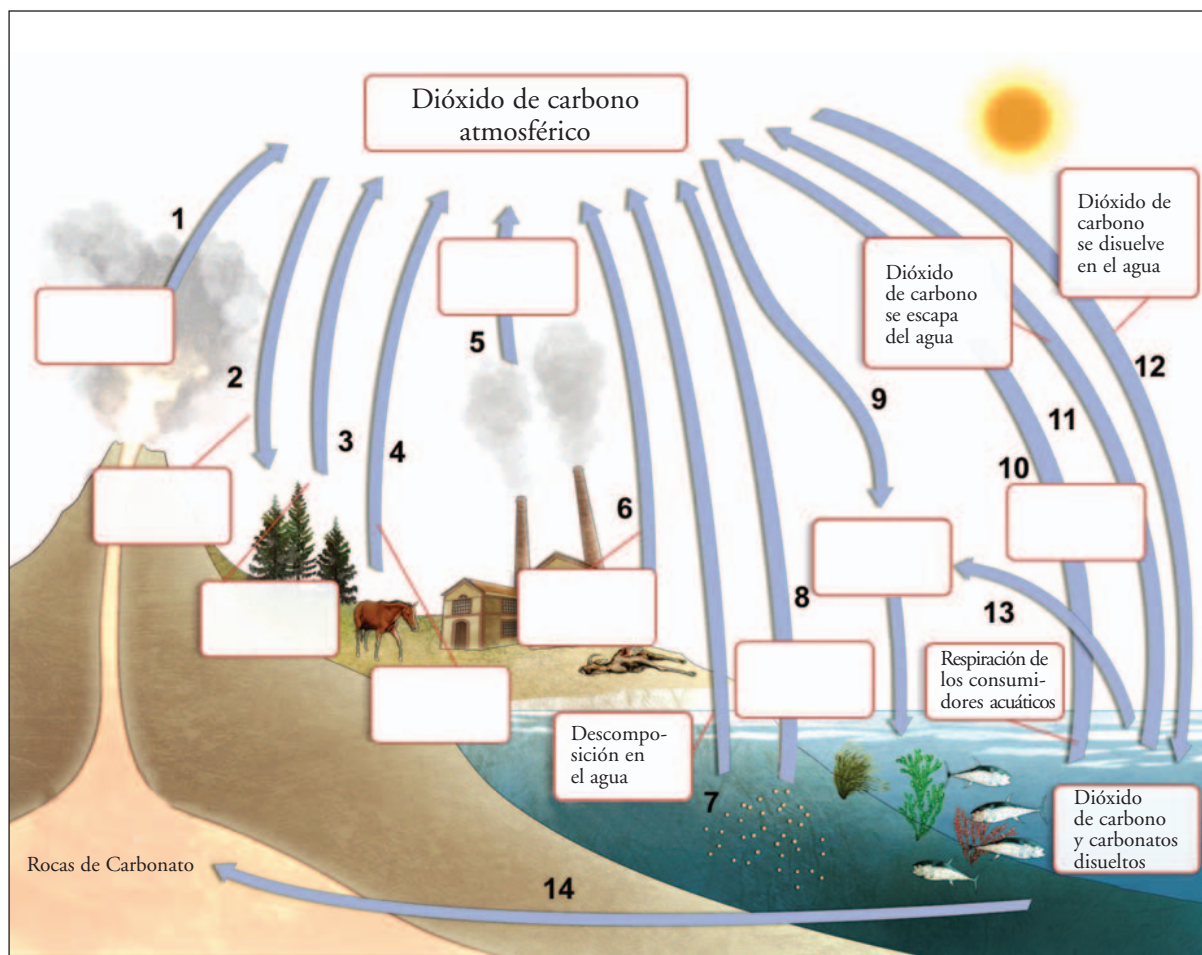 Dióxido de carbono
atmosférico
1
2
3
4
5
6
7
8
9
10
11
12
13
14
Dióxido de
carbono
se disuelve
en el agua
Dióxido
de carbono
se escapa
del agua
Respiración de
los consumi-
dores acuáticos
Descompo-
sición en
el agua
Dióxido
de carbono
y carbonatos
disueltos
Rocas de Carbonato